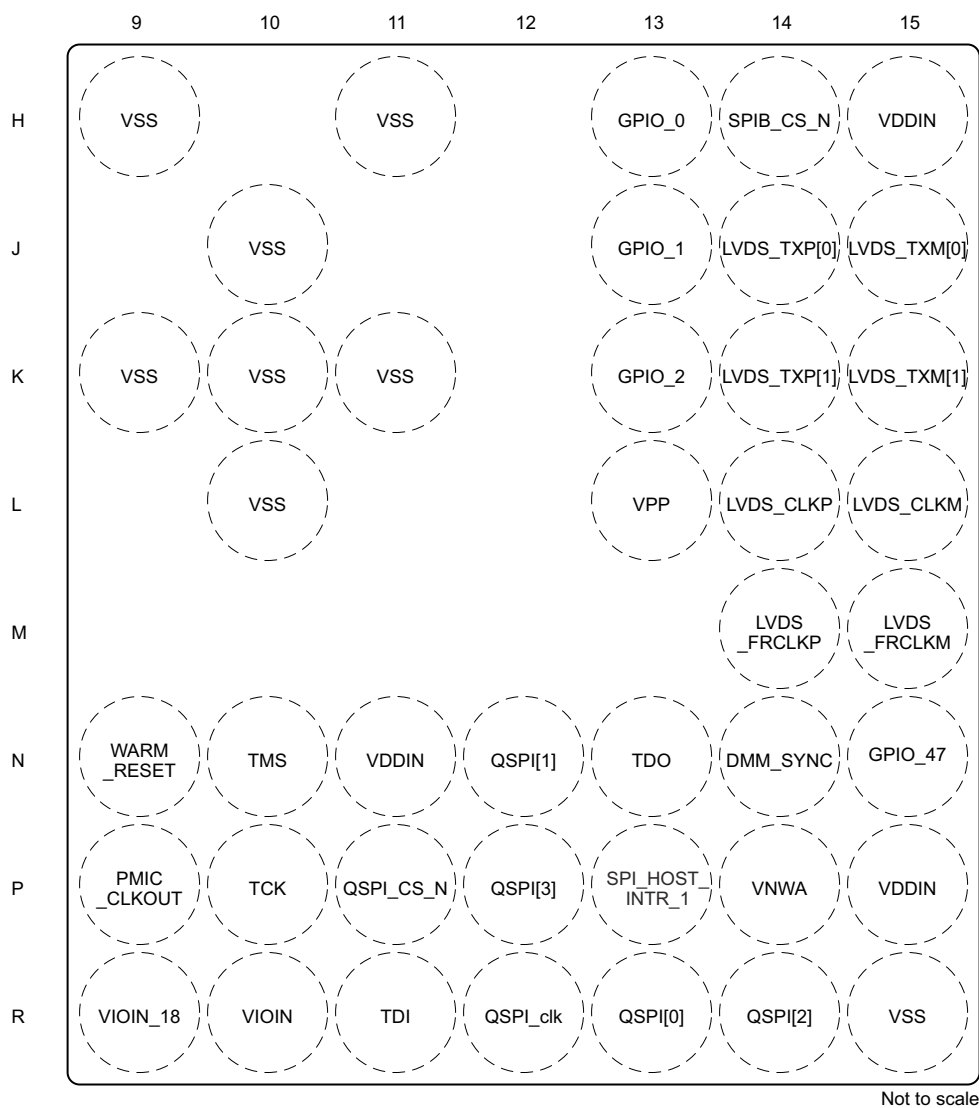 9 10 11 12 13 14 15
H VSS VSS GPIO_0 SPIB_CS_N VDDIN
J VSS GPIO_1 LVDS_TXP[0] LVDS_TXM[0]
K VSS VSS VSS GPIO_2 LVDS_TXP[1] LVDS_TXM[1]
L VSS VPP LVDS_CLKP LVDS_CLKM
M LVDS
_FRCLKP LVDS
_FRCLKM
N WARM
_RESET TMS VDDIN QSPI[1] TDO DMM_SYNC GPIO_47
P PMIC
_CLKOUT TCK QSPI_CS_N QSPI[3] SPI_HOST_
INTR_1 VNWA VDDIN
R VIOIN_18 VIOIN TDI QSPI_clk QSPI[0] QSPI[2] VSS
Not to scale